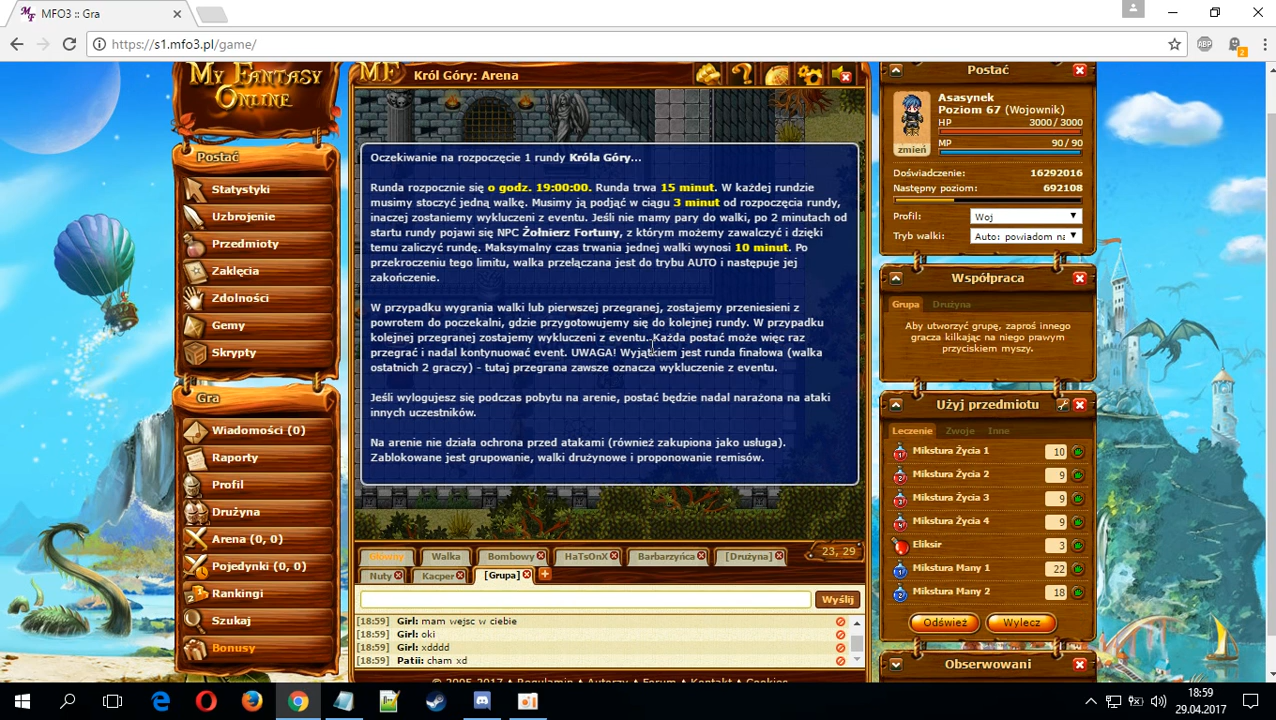 MFO3 :: Gra
https://s1.mfo3.pl/game/
ABP
2
My Fantasy
Online
Postać
Statystyki
Uzbrojenie
Przedmioty
Zaklęcia
Zdolności
Gemy
Skrypty
Gra
Wiadomości (0)
Raporty
Profil
Drużyna
Arena (0, 0)
Pojedynki (0, 0)
Rankingi
Szukaj
Bonusy
MF
Król Góry: Arena
Oczekiwanie na rozpoczęcie 1 rundy Króla Góry...
Runda rozpocznie się o godz. 19:00:00. Runda trwa 15 minut. W każdej rundzie
musimy stoczyć jedną walkę. Musimy ją podjąć w ciągu 3 minut od rozpoczęcia rundy,
inaczej zostaniemy wykluczeni z eventu. Jeśli nie mamy pary do walki, po 2 minutach od
startu rundy pojawi się NPC Żołnierz Fortuny, z którym możemy zawalczyć i dzięki
temu zaliczyć rundę. Maksymalny czas trwania jednej walki wynosi 10 minut. Po
przekroczeniu tego limitu, walka przełączana jest do trybu AUTO i następuje jej
zakończenie.
W przypadku wygrania walki lub pierwszej przegranej, zostajemy przeniesieni z
powrotem do poczekalni, gdzie przygotowujemy się do kolejnej rundy. W przypadku
kolejnej przegranej zostajemy wykluczeni z eventu. Każda postać może więc raz
przegrać i nadal kontynuować event. UWAGA! Wyjątkiem jest runda finałowa (walka
ostatnich 2 graczy) - tutaj przegrana zawsze oznacza wykluczenie z eventu.
Jeśli wylogujesz się podczas pobytu na arenie, postać będzie nadal narażona na ataki
innych uczestników.
Na arenie nie działa ochrona przed atakami (również zakupiona jako usługa).
Zablokowane jest grupowanie, walki drużynowe i proponowanie remisów.
Główny Walka Bombowy HaTsOnX Barbarzyńca [Drużyna] 23, 29
Nuty Kacper [Grupa]
Wyślij
[18:59] Girl: mam wejsc w ciebie
[18:59] Girl: oki
[18:59] Girl: xdddd
[18:59] Patii: cham xd
© 2005-2017 ♦ Regulamin ♦ Autorzy ♦ Forum ♦ Kontakt ♦ Cookies
Postać
Asasynek
Poziom 67 (Wojownik)
HP 3000 / 3000
MP 90 / 90
zmień
Doświadczenie: 16292016
Następny poziom: 692108
Profil: Woj
Tryb walki: Auto: powiadom na
Współpraca
Grupa Drużyna
Aby utworzyć grupę, zaproś innego
gracza klikając na niego prawym
przyciskiem myszy.
Użyj przedmiotu
Leczenie Zwoje Inne
Mikstura Życia 1 10
Mikstura Życia 2 9
Mikstura Życia 3 9
Mikstura Życia 4 9
Eliksir 3
Mikstura Many 1 22
Mikstura Many 2 18
Odśwież Wylecz
Obserwowani
18:59
29.04.2017